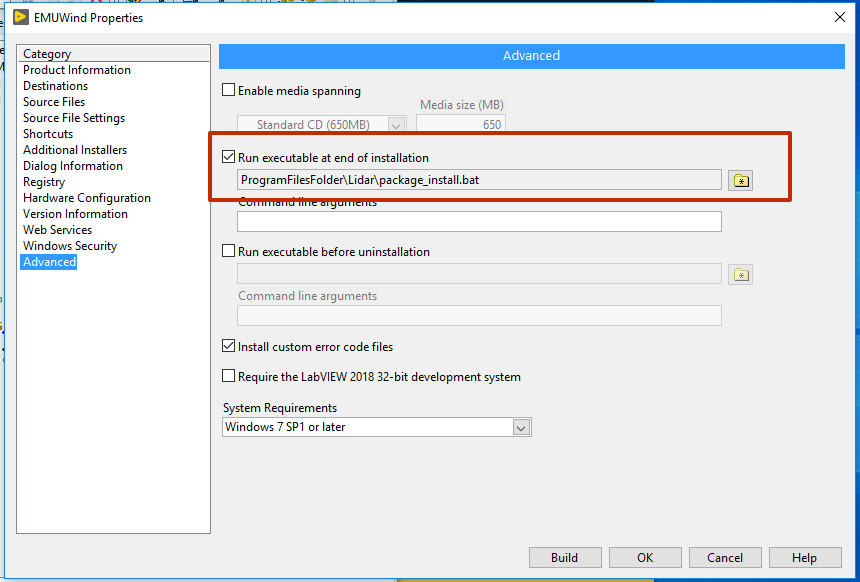 EMUWind Properties
Category
Product Information
Destinations
Source Files
Source File Settings
Shortcuts
Additional Installers
Dialog Information
Registry
Hardware Configuration
Version Information
Web Services
Windows Security
Advanced
Advanced
Enable media spanning
Media size (MB)
Standard CD (650MB)
650
Run executable at end of installation
ProgramFilesFolder\Lidar\package_install.bat
Command line arguments
Run executable before uninstallation
Command line arguments
Install custom error code files
Require the LabVIEW 2018 32-bit development system
System Requirements
Windows 7 SP1 or later
Build
OK
Cancel
Help